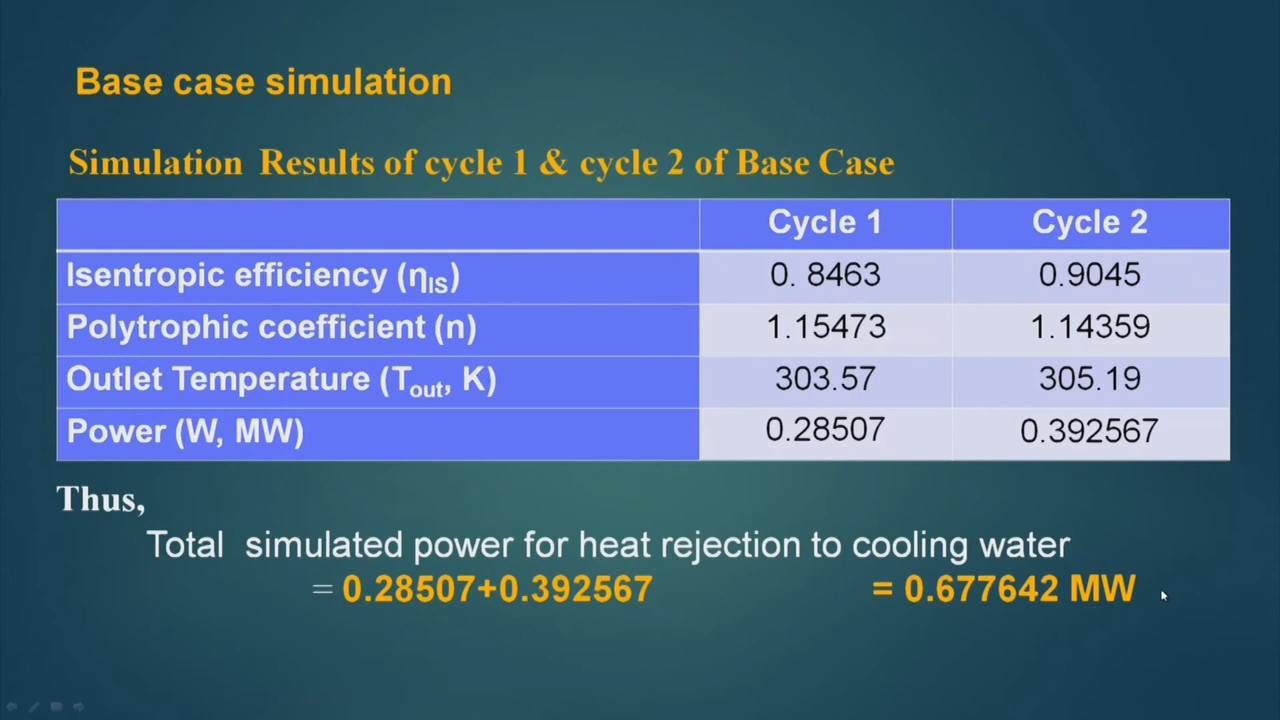 Base case simulation
Simulation Results of cycle 1 & cycle 2 of Base Case
Cycle 1 Cycle 2
Isentropic efficiency (ηIS) 0. 8463 0.9045
Polytrophic coefficient (n) 1.15473 1.14359
Outlet Temperature (Tout, K) 303.57 305.19
Power (W, MW) 0.28507 0.392567
Thus,
Total simulated power for heat rejection to cooling water
= 0.28507+0.392567 = 0.677642 MW